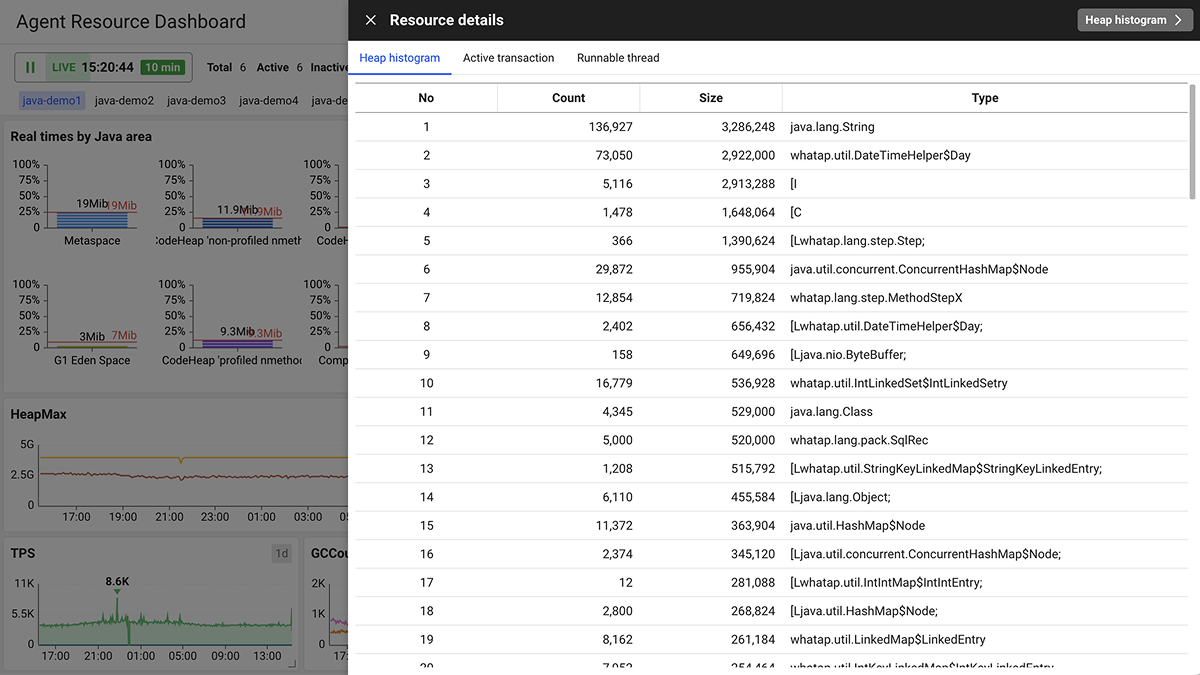 Agent Resource Dashboard
LIVE 15:20:44 10 min Total 6 Active 6 Inactive
java-demo1 java-demo2 java-demo3 java-demo4 java-de
Real times by Java area
100% 100% 100%
75% 75% 75%
50% 50% 50%
25% 19Mib 19Mib 25% 11.9Mib 11.9Mib 25%
0 0 0
Metaspace CodeHeap 'non-profiled nmeth CodeH
100% 100% 100%
75% 75% 75%
50% 50% 50%
25% 3Mib 7Mib 25% 9.3Mib 9.3Mib 25%
0 0 0
G1 Eden Space CodeHeap 'profiled nmethod Comp
HeapMax
5G
2.5G
0
17:00 19:00 21:00 23:00 01:00 03:00 05
TPS 1d
11K 8.6K
5.5K
0
17:00 21:00 01:00 05:00 09:00 13:00
GCCou
2K
1K
0
17:
Resource details
Heap histogram
Heap histogram Active transaction Runnable thread
No Count Size Type
1 136,927 3,286,248 java.lang.String
2 73,050 2,922,000 whatap.util.DateTimeHelper$Day
3 5,116 2,913,288 [I
4 1,478 1,648,064 [C
5 366 1,390,624 [Lwhatap.lang.step.Step;
6 29,872 955,904 java.util.concurrent.ConcurrentHashMap$Node
7 12,854 719,824 whatap.lang.step.MethodStepX
8 2,402 656,432 [Lwhatap.util.DateTimeHelper$Day;
9 158 649,696 [Ljava.nio.ByteBuffer;
10 16,779 536,928 whatap.util.IntLinkedSet$IntLinkedSetry
11 4,345 529,000 java.lang.Class
12 5,000 520,000 whatap.lang.pack.SqlRec
13 1,208 515,792 [Lwhatap.util.StringKeyLinkedMap$StringKeyLinkedEntry;
14 6,110 455,584 [Ljava.lang.Object;
15 11,372 363,904 java.util.HashMap$Node
16 2,374 345,120 [Ljava.util.concurrent.ConcurrentHashMap$Node;
17 12 281,088 [Lwhatap.util.IntIntMap$IntIntEntry;
18 2,800 268,824 [Ljava.util.HashMap$Node;
19 8,162 261,184 whatap.util.LinkedMap$LinkedEntry
20 7,952 254,464 whatap.util.IntKeyLinkedMap$IntKeyLinkedEntry